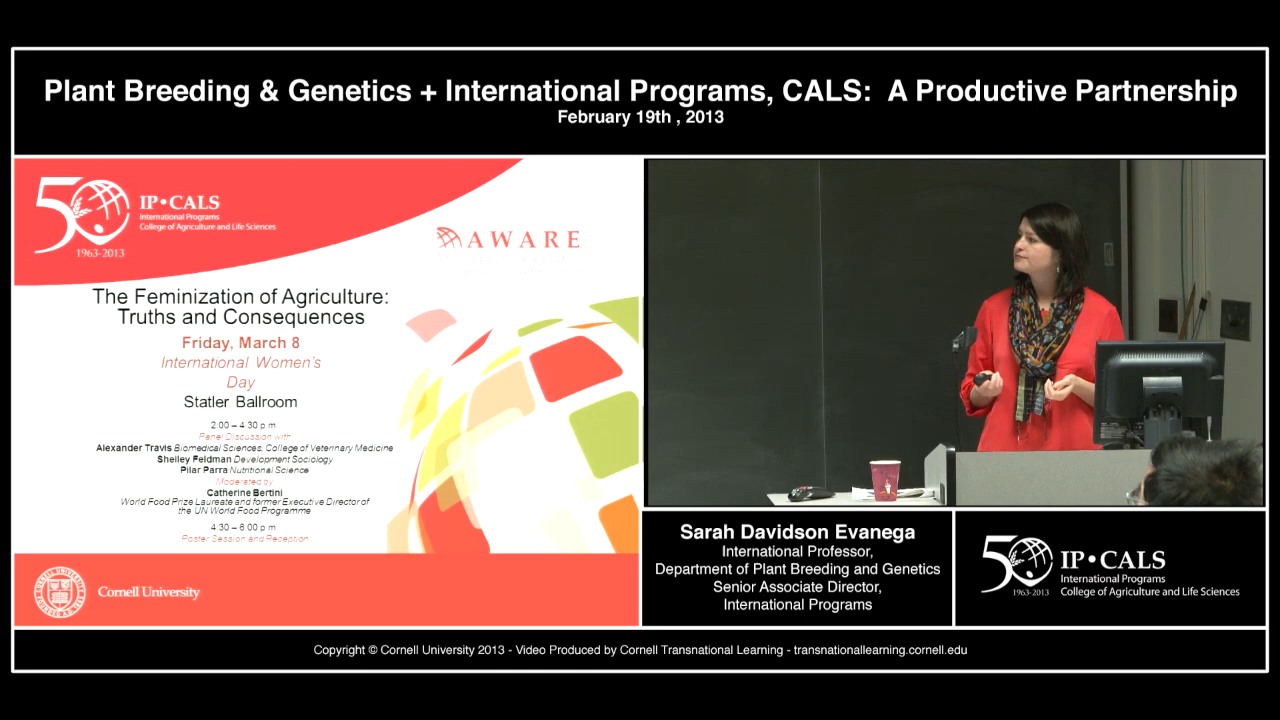 Plant Breeding & Genetics + International Programs, CALS: A Productive Partnership
February 19th , 2013
50 IP•CALS
International Programs
College of Agriculture and Life Sciences
1963-2013
AWARE
The Feminization of Agriculture:
Truths and Consequences
Friday, March 8
International Women's
Day
Statler Ballroom
2:00 – 4:30 p.m.
Panel Discussion with
Alexander Travis Biomedical Sciences, College of Veterinary Medicine
Shelley Feldman Development Sociology
Pilar Parra Nutritional Science
Moderated by
Catherine Bertini
World Food Prize Laureate and former Executive Director of
the UN World Food Programme
4:30 – 6:00 p.m.
Poster Session and Reception
Cornell University
Sarah Davidson Evanega
International Professor,
Department of Plant Breeding and Genetics
Senior Associate Director,
International Programs
50 IP•CALS
International Programs
1963-2013 College of Agriculture and Life Sciences
Copyright © Cornell University 2013 - Video Produced by Cornell Transnational Learning - transnationallearning.cornell.edu